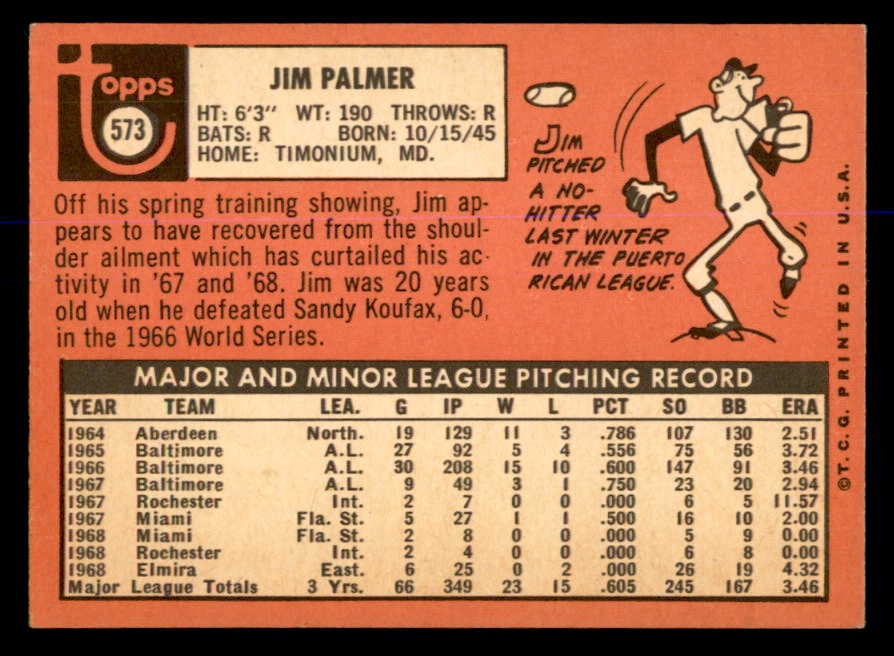 topps
573
JIM PALMER
HT: 6'3" WT: 190 THROWS: R
BATS: R BORN: 10/15/45
HOME: TIMONIUM, MD.
Off his spring training showing, Jim ap-
pears to have recovered from the shoul-
der ailment which has curtailed his ac-
tivity in '67 and '68. Jim was 20 years
old when he defeated Sandy Koufax, 6-0,
in the 1966 World Series.
JIM
PITCHED
A NO-
HITTER
LAST WINTER
IN THE PUERTO
RICAN LEAGUE.
MAJOR AND MINOR LEAGUE PITCHING RECORD
YEAR TEAM LEA. G IP W L PCT SO BB ERA
1964 Aberdeen North. 19 129 11 3 .786 107 130 2.51
1965 Baltimore A.L. 27 92 5 4 .556 75 56 3.72
1966 Baltimore A.L. 30 208 15 10 .600 147 91 3.46
1967 Baltimore A.L. 9 49 3 1 .750 23 20 2.94
1967 Rochester Int. 2 7 0 0 .000 6 5 11.57
1967 Miami Fla. St. 5 27 1 1 .500 16 10 2.00
1968 Miami Fla. St. 2 8 0 0 .000 5 9 0.00
1968 Rochester Int. 2 4 0 0 .000 6 8 0.00
1968 Elmira East. 6 25 0 2 .000 26 19 4.32
Major League Totals 3 Yrs. 66 349 23 15 .605 245 167 3.46
©T.C.G. PRINTED IN U.S.A.